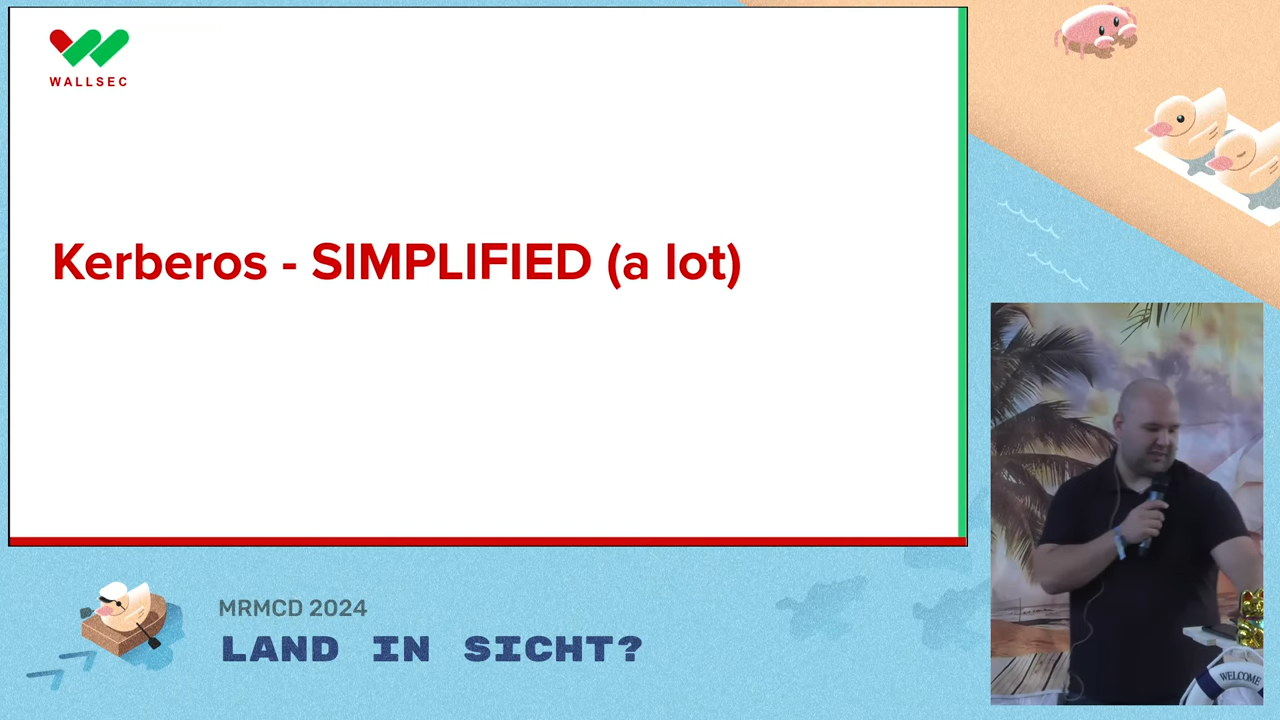 WALLSEC
Kerberos - SIMPLIFIED (a lot)
MRMCD 2024
LAND IN SICHT?
WELCOME